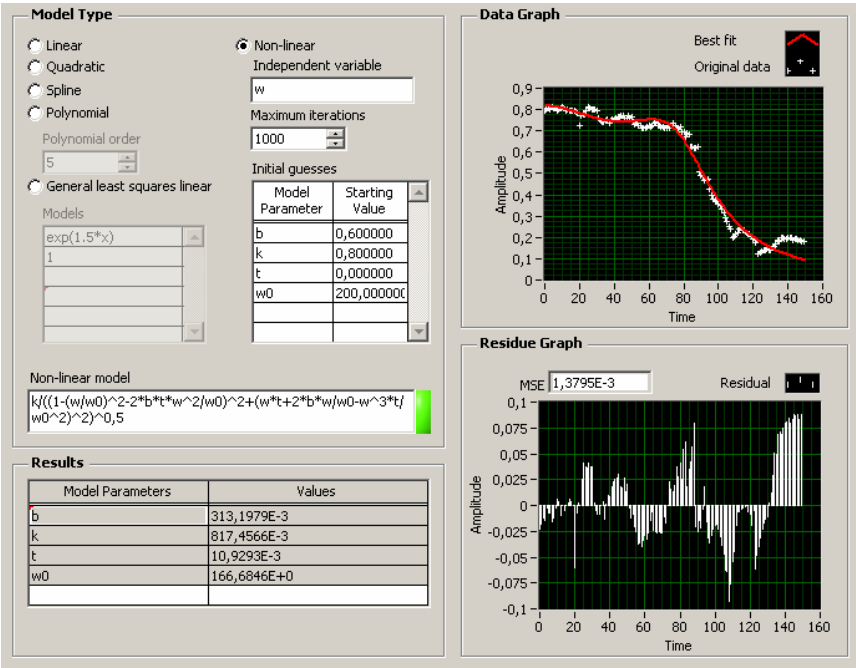 Model Type
Linear
Quadratic
Spline
Polynomial
Polynomial order
5
General least squares linear
Models
exp(1.5*x)
1
Non-linear
Independent variable
w
Maximum iterations
1000
Initial guesses
Model Parameter Starting Value
b 0,600000
k 0,800000
t 0,000000
w0 200,000000
Non-linear model
k/((1-(w/w0)^2-2*b*t*w^2/w0)^2+(w*t+2*b*w/w0-w^3*t/
w0^2)^2)^0,5
Results
Model Parameters Values
b 313,1979E-3
k 817,4566E-3
t 10,9293E-3
w0 166,6846E+0
Data Graph
Best fit
Original data
Amplitude
0,9
0,8
0,7
0,6
0,5
0,4
0,3
0,2
0,1
0
0 20 40 60 80 100 120 140 160
Time
Residue Graph
MSE 1,3795E-3
Residual
Amplitude
0,1
0,075
0,05
0,025
0
-0,025
-0,05
-0,075
-0,1
0 20 40 60 80 100 120 140 160
Time